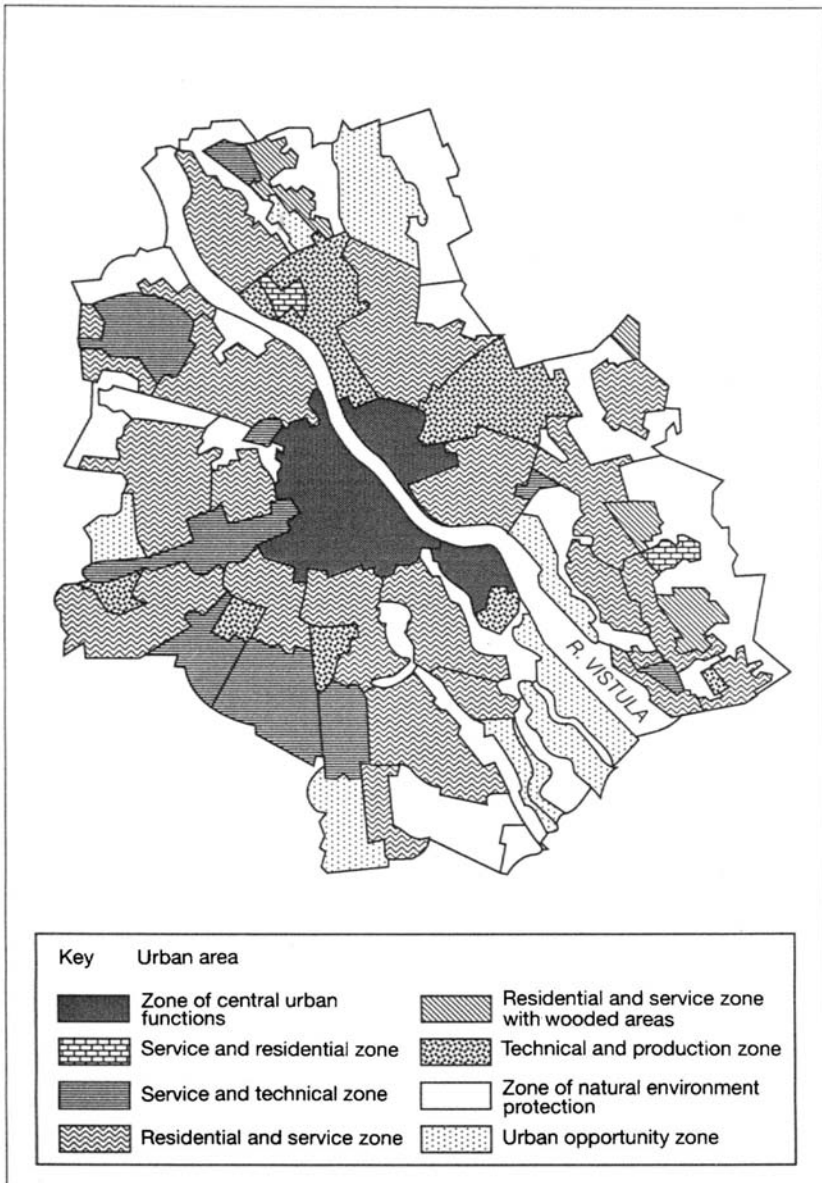 R. VISTULA
Key Urban area
Zone of central urban
functions
Service and residential zone
Service and technical zone
Residential and service zone
Residential and service zone
with wooded areas
Technical and production zone
Zone of natural environment
protection
Urban opportunity zone